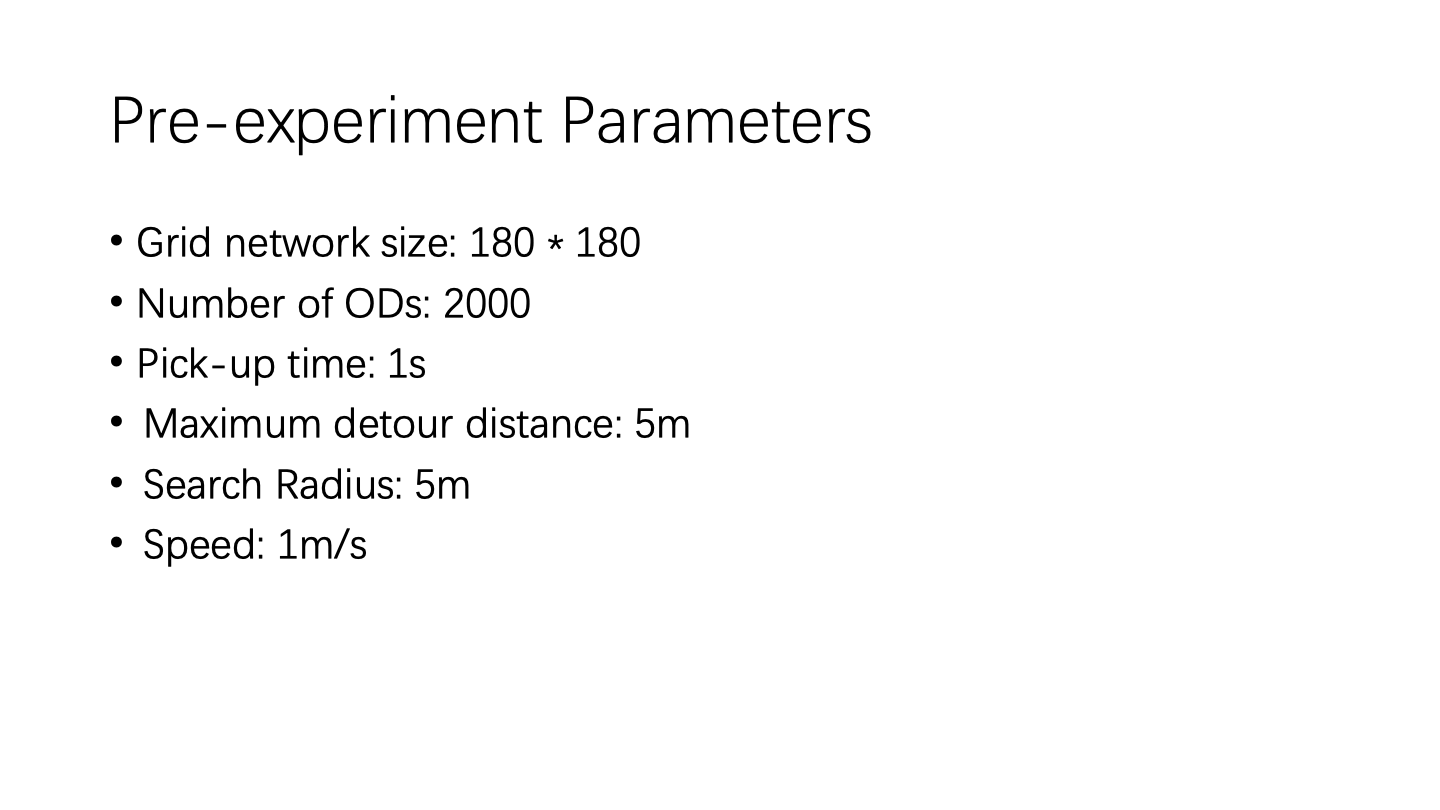 Pre-experiment Parameters
• Grid network size: 180 * 180
• Number of ODs: 2000
• Pick-up time: 1s
• Maximum detour distance: 5m
• Search Radius: 5m
• Speed: 1m/s